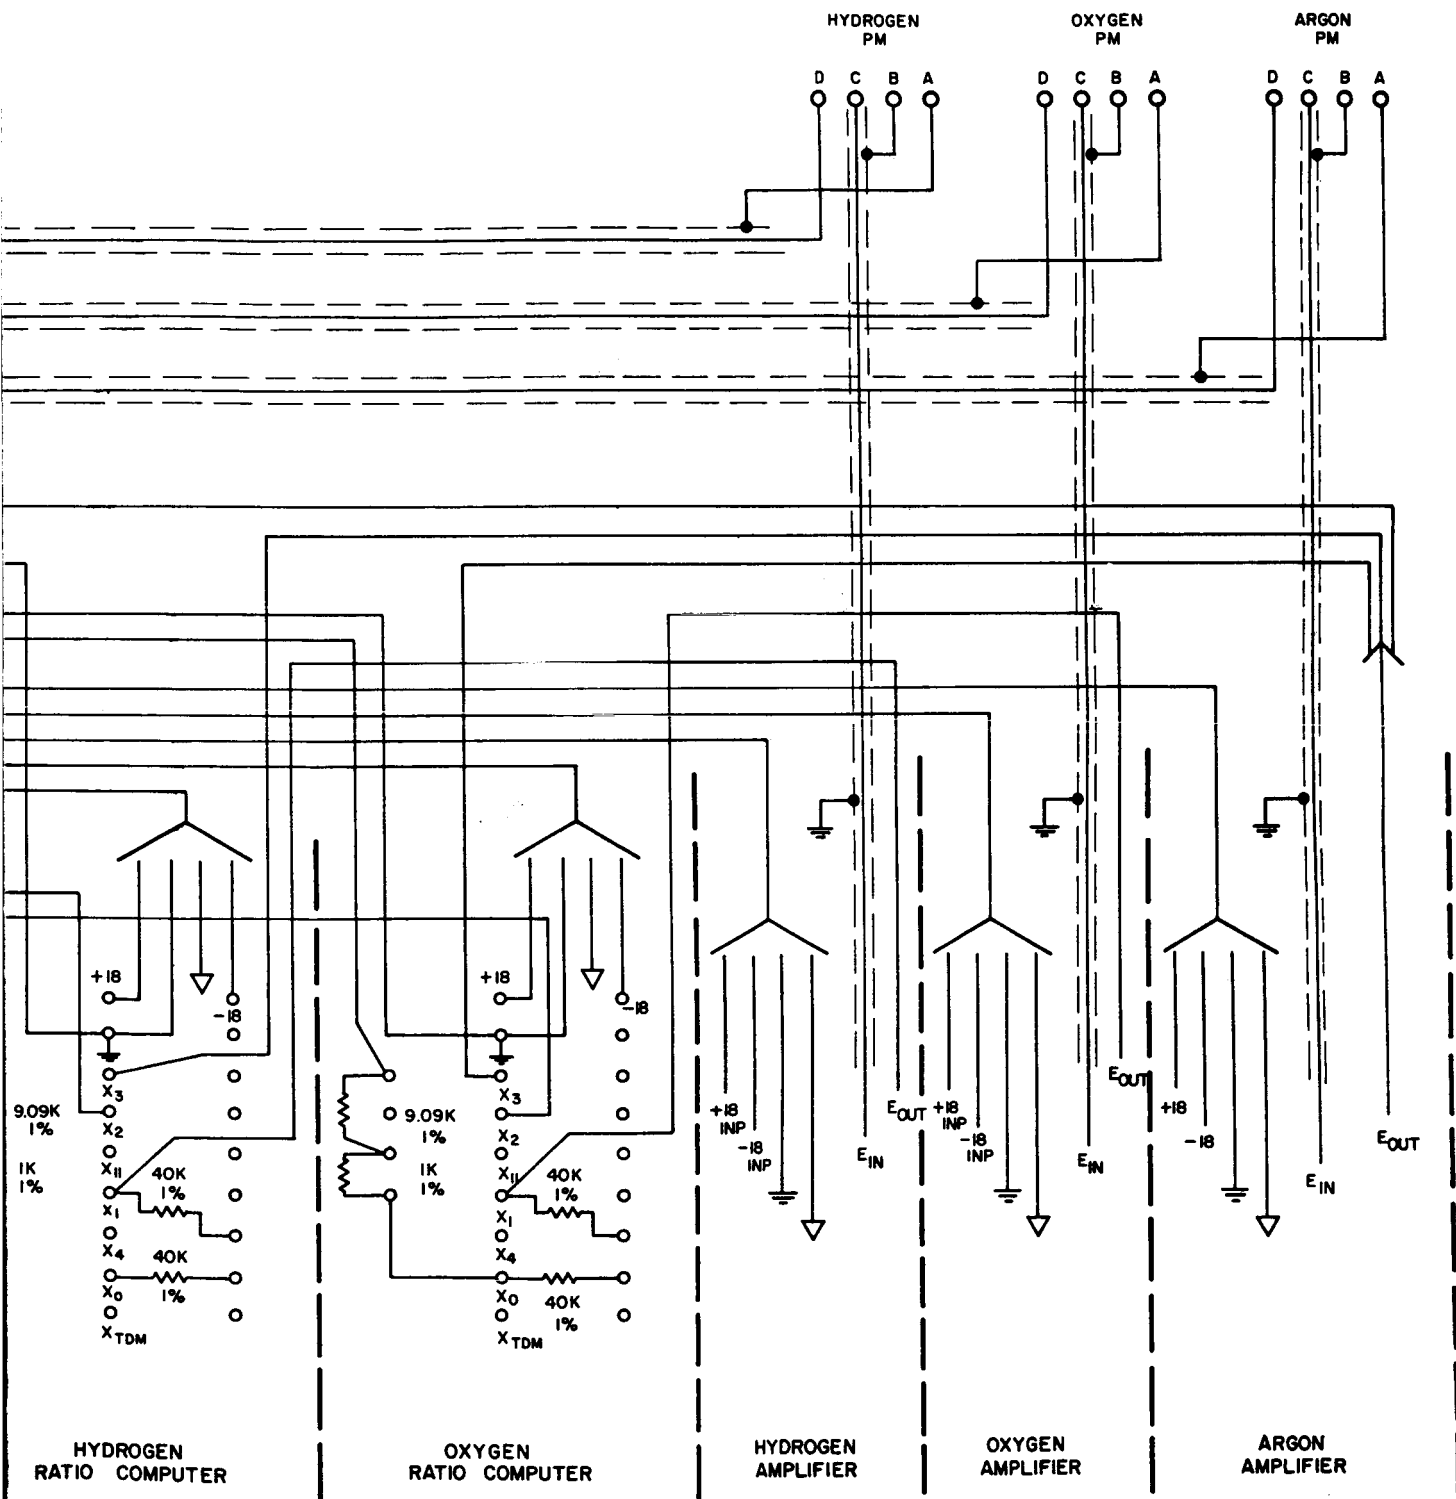 HYDROGEN
PM
OXYGEN
PM
ARGON
PM
D C B A
D C B A
D C B A
+18
-18
X3
9.09K
1%
X2
1K
1%
X11
40K
1%
X1
X4
40K
1%
X0
XTDM
+18
-18
X3
9.09K
1%
X2
1K
1%
X11
40K
1%
X1
X4
X0
40K
1%
XTDM
+18
INP
-18
INP
EOUT
EIN
+18
INP
-18
INP
EOUT
EIN
+18
-18
EOUT
EIN
HYDROGEN
RATIO COMPUTER
OXYGEN
RATIO COMPUTER
HYDROGEN
AMPLIFIER
OXYGEN
AMPLIFIER
ARGON
AMPLIFIER